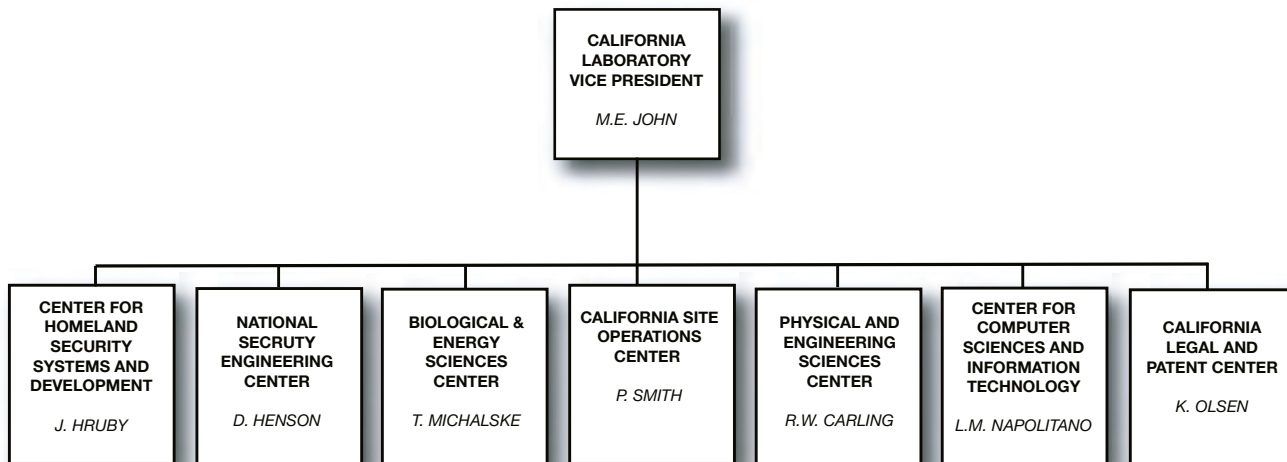 CALIFORNIA
LABORATORY
VICE PRESIDENT
M.E. JOHN
CENTER FOR
HOMELAND
SECURITY
SYSTEMS AND
DEVELOPMENT
J. HRUBY
NATIONAL
SECRUTY
ENGINEERING
CENTER
D. HENSON
BIOLOGICAL &
ENERGY
SCIENCES
CENTER
T. MICHALSKE
CALIFORNIA SITE
OPERATIONS
CENTER
P. SMITH
PHYSICAL AND
ENGINEERING
SCIENCES
CENTER
R.W. CARLING
CENTER FOR
COMPUTER
SCIENCES AND
INFORMATION
TECHNOLOGY
L.M. NAPOLITANO
CALIFORNIA
LEGAL AND
PATENT CENTER
K. OLSEN